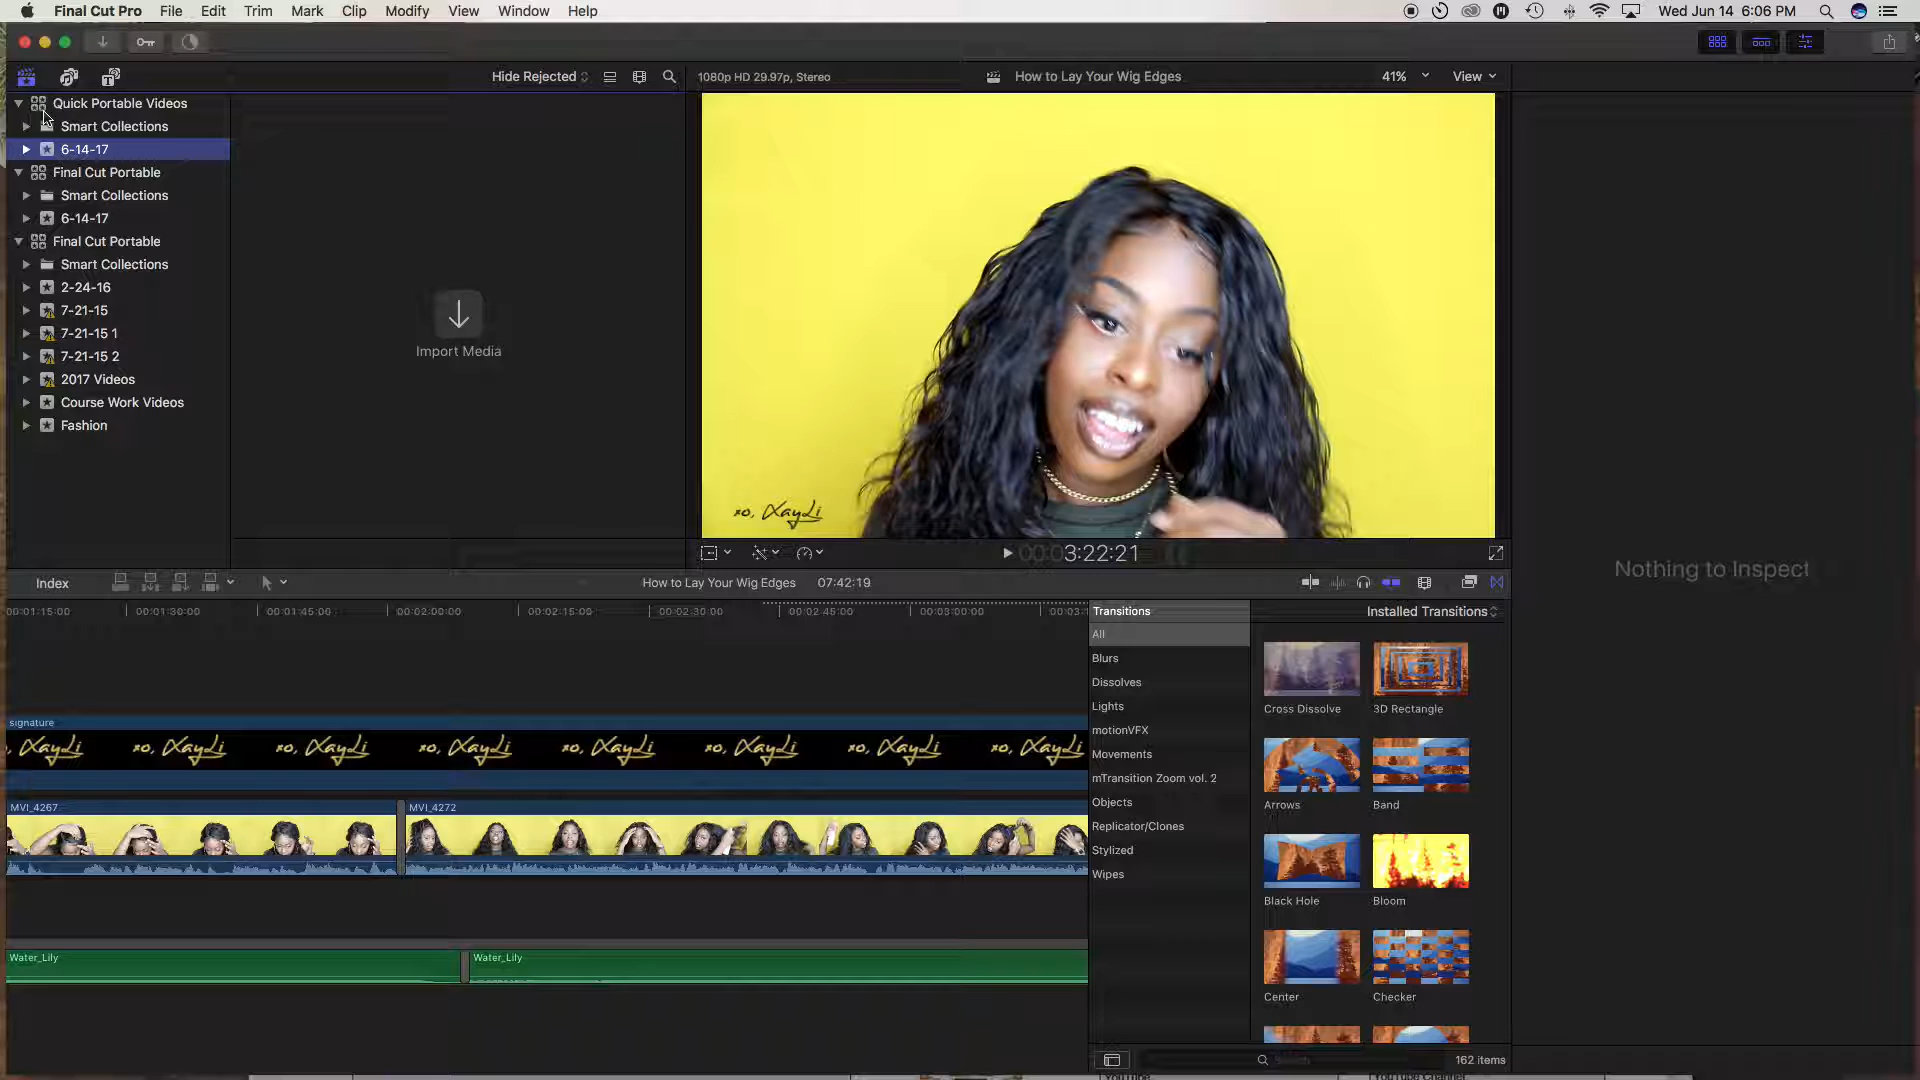 Final Cut Pro File Edit Trim Mark Clip Modify View Window Help Wed Jun 14 6:06 PM
Hide Rejected 1080p HD 29.97p, Stereo How to Lay Your Wig Edges 41% View
Quick Portable Videos
Smart Collections
6-14-17
Final Cut Portable
Smart Collections
6-14-17
Final Cut Portable
Smart Collections
2-24-16
7-21-15
7-21-15 1
7-21-15 2
2017 Videos
Course Work Videos
Fashion
Import Media
xo, XayLi
00:03:22:21
Nothing to Inspect
Index How to Lay Your Wig Edges 07:42:19
00:01:15:00 00:01:30:00 00:01:45:00 00:02:00:00 00:02:15:00 00:02:30:00 00:02:45:00 00:03:00:00 00:03:1
signature
xo, XayLi xo, XayLi xo, XayLi xo, XayLi xo, XayLi xo, XayLi xo, XayLi xo, XayLi
MVI_4267 MVI_4272
Water_Lily Water_Lily
Transitions Installed Transitions
All
Blurs
Dissolves
Lights
motionVFX
Movements
mTransition Zoom vol. 2
Objects
Replicator/Clones
Stylized
Wipes
Cross Dissolve 3D Rectangle
Arrows Band
Black Hole Bloom
Center Checker
Search 162 items